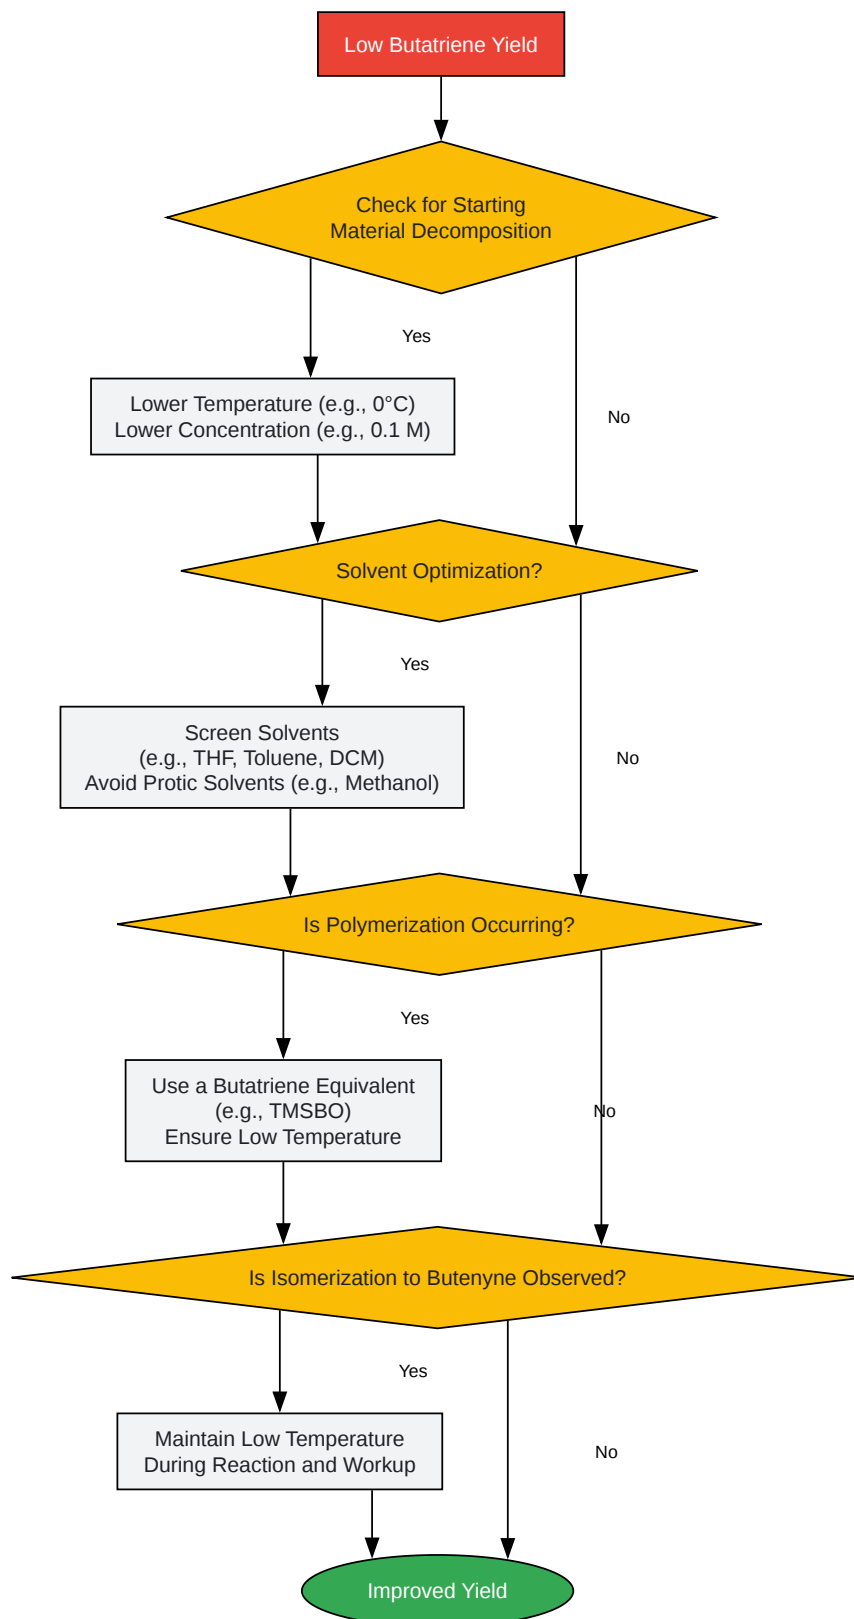 Low Butatriene Yield
Check for Starting
Material Decomposition
Yes
Lower Temperature (e.g., 0°C)
Lower Concentration (e.g., 0.1 M)
No
Solvent Optimization?
Yes
Screen Solvents
(e.g., THF, Toluene, DCM)
Avoid Protic Solvents (e.g., Methanol)
No
Is Polymerization Occurring?
Yes
Use a Butatriene Equivalent
(e.g., TMSBO)
Ensure Low Temperature
No
Is Isomerization to Butenyne Observed?
Yes
Maintain Low Temperature
During Reaction and Workup
No
Improved Yield